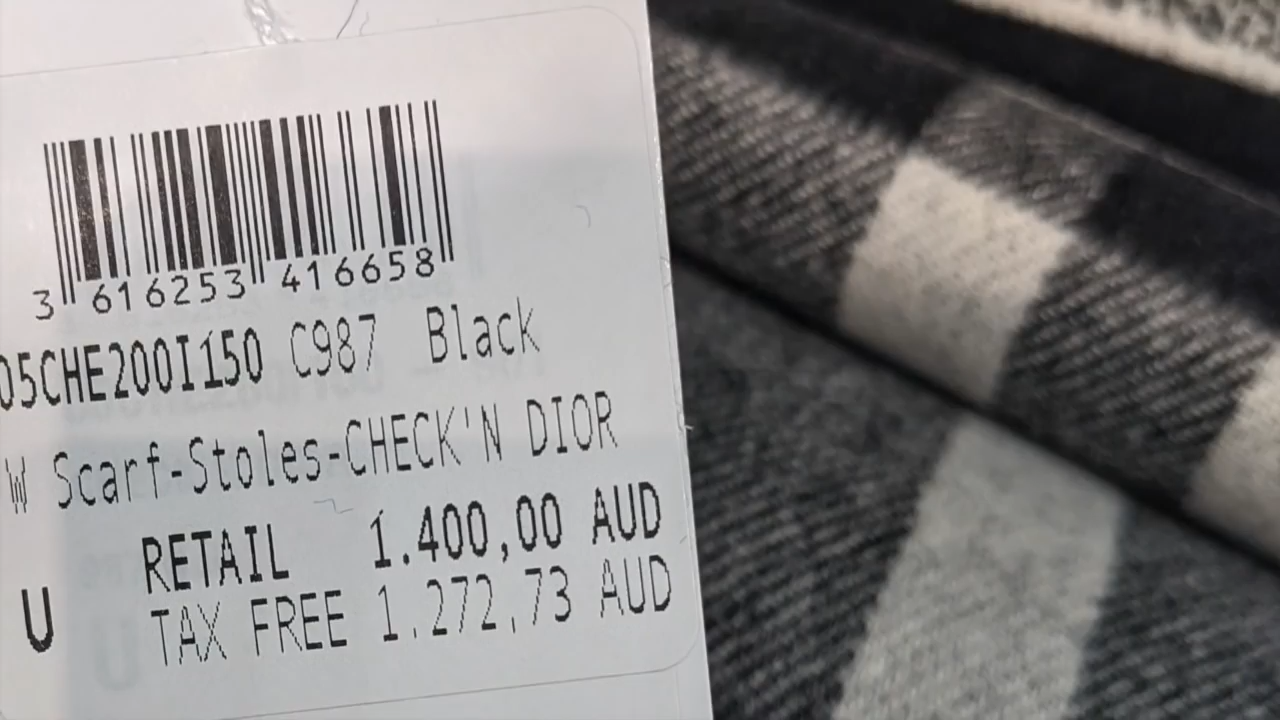 3 616253 416658
05CHE200I150 C987 Black
W Scarf-Stoles-CHECK'N DIOR
RETAIL 1.400,00 AUD
U TAX FREE 1.272,73 AUD